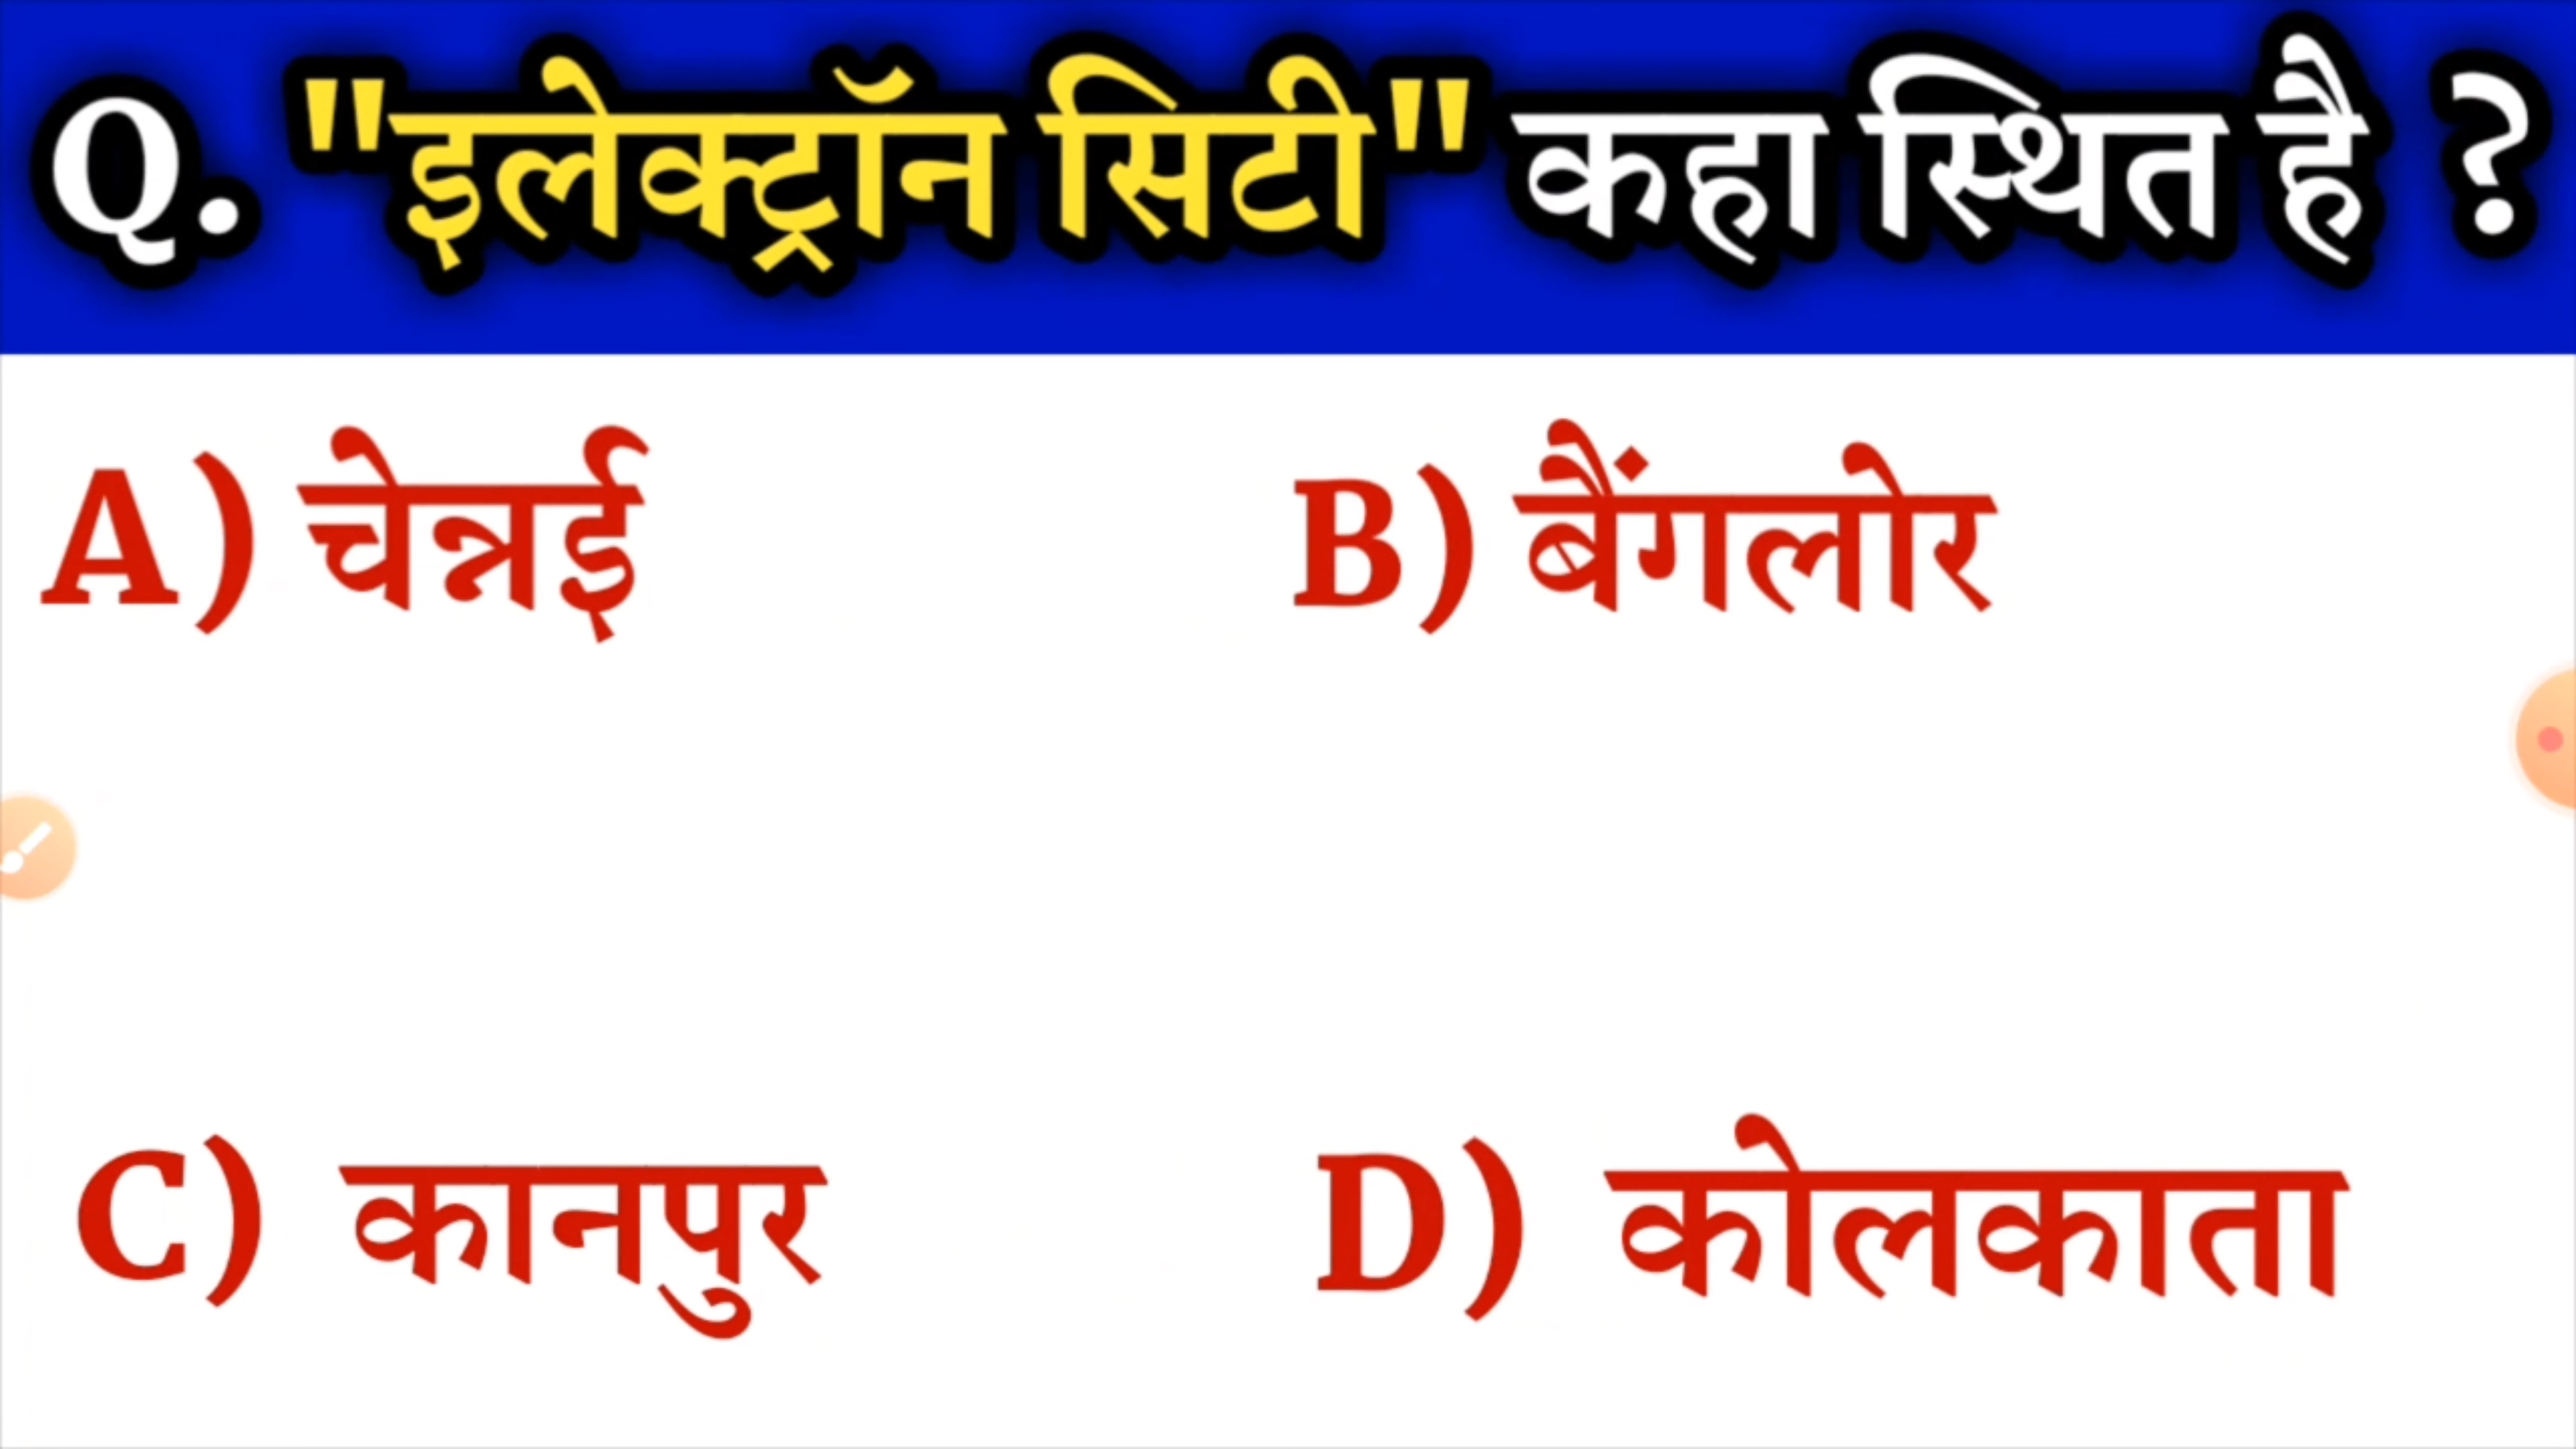 Q. "इलेक्ट्रॉन सिटी" कहा स्थित है ?
A) चेन्नई
B) बैंगलोर
C) कानपुर
D) कोलकाता